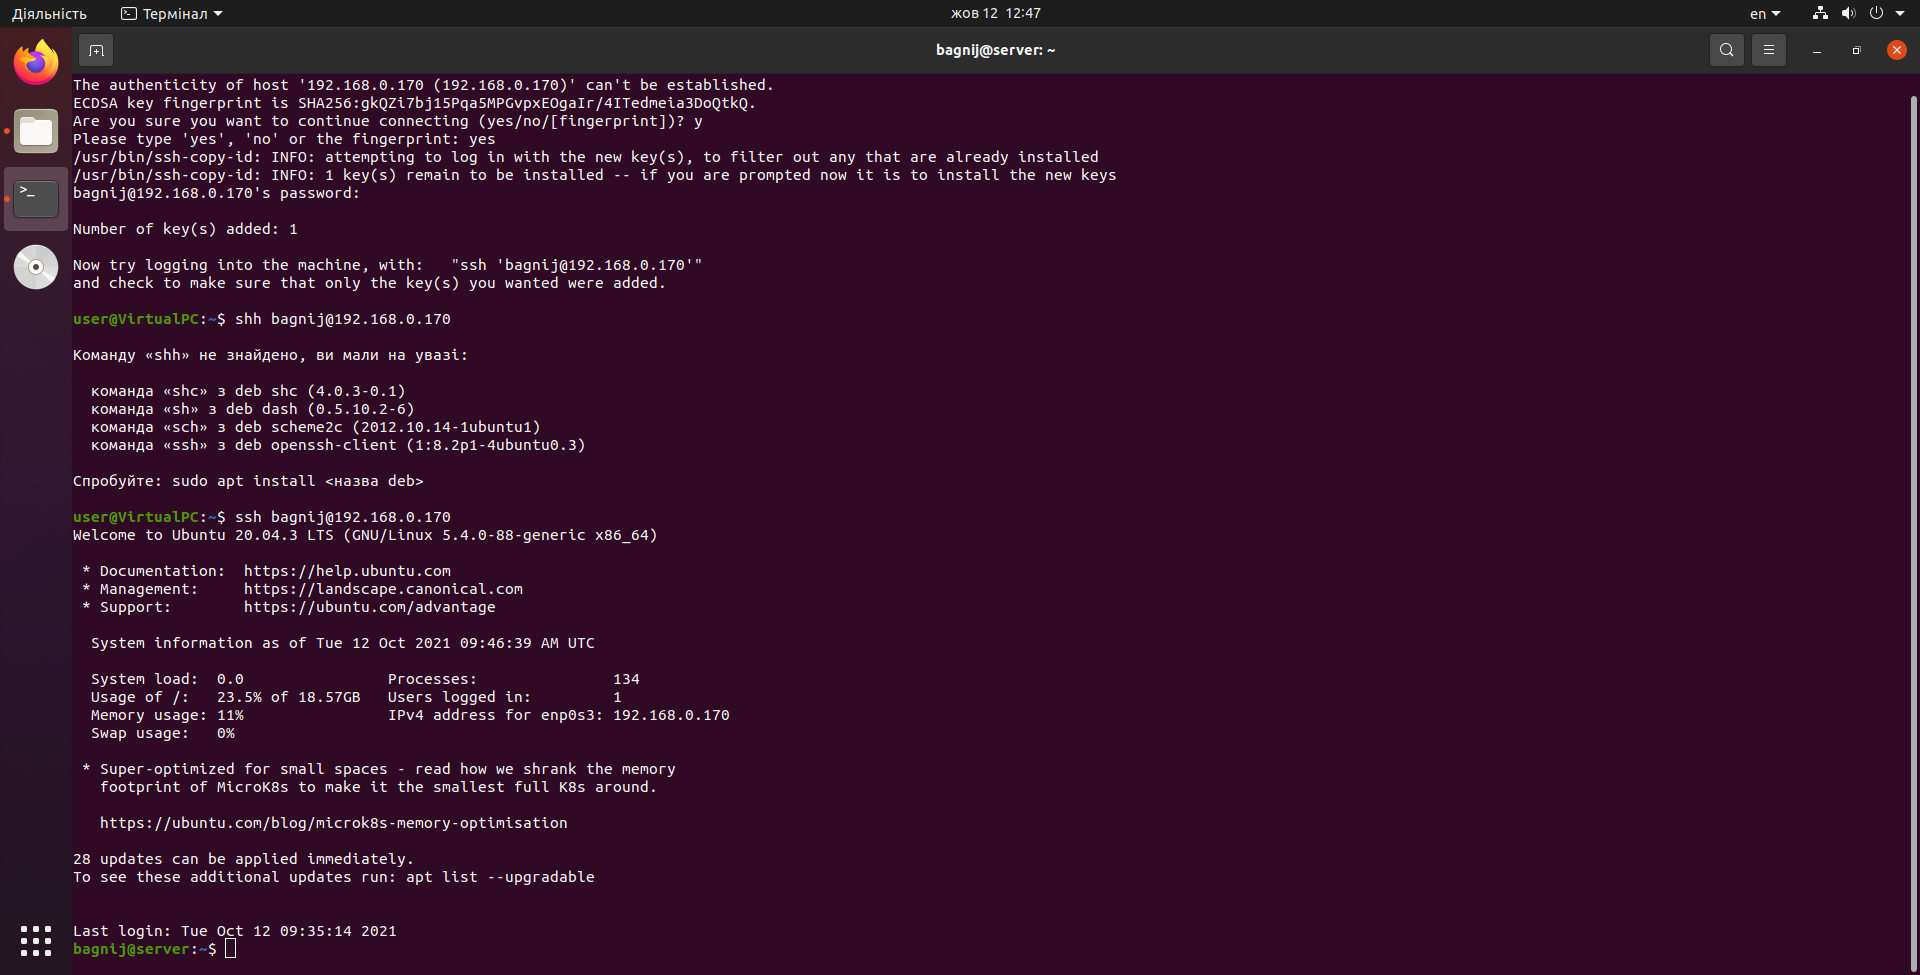 Діяльність
Термінал
жов 12 12:47
en
bagnij@server: ~
The authenticity of host '192.168.0.170 (192.168.0.170)' can't be established.
ECDSA key fingerprint is SHA256:gkQZi7bj15Pqa5MPGvpxEOgaIr/4ITedmeia3DoQtkQ.
Are you sure you want to continue connecting (yes/no/[fingerprint])? y
Please type 'yes', 'no' or the fingerprint: yes
/usr/bin/ssh-copy-id: INFO: attempting to log in with the new key(s), to filter out any that are already installed
/usr/bin/ssh-copy-id: INFO: 1 key(s) remain to be installed -- if you are prompted now it is to install the new keys
bagnij@192.168.0.170's password:
Number of key(s) added: 1
Now try logging into the machine, with:   "ssh 'bagnij@192.168.0.170'"
and check to make sure that only the key(s) you wanted were added.
user@VirtualPC:~$ shh bagnij@192.168.0.170
Команду «shh» не знайдено, ви мали на увазі:
команда «shc» з deb shc (4.0.3-0.1)
команда «sh» з deb dash (0.5.10.2-6)
команда «sch» з deb scheme2c (2012.10.14-1ubuntu1)
команда «ssh» з deb openssh-client (1:8.2p1-4ubuntu0.3)
Спробуйте: sudo apt install <назва deb>
user@VirtualPC:~$ ssh bagnij@192.168.0.170
Welcome to Ubuntu 20.04.3 LTS (GNU/Linux 5.4.0-88-generic x86_64)
* Documentation:  https://help.ubuntu.com
* Management:     https://landscape.canonical.com
* Support:        https://ubuntu.com/advantage
System information as of Tue 12 Oct 2021 09:46:39 AM UTC
System load:  0.0                Processes:               134
Usage of /:   23.5% of 18.57GB   Users logged in:         1
Memory usage: 11%                IPv4 address for enp0s3: 192.168.0.170
Swap usage:   0%
* Super-optimized for small spaces - read how we shrank the memory
footprint of MicroK8s to make it the smallest full K8s around.
https://ubuntu.com/blog/microk8s-memory-optimisation
28 updates can be applied immediately.
To see these additional updates run: apt list --upgradable
Last login: Tue Oct 12 09:35:14 2021
bagnij@server:~$